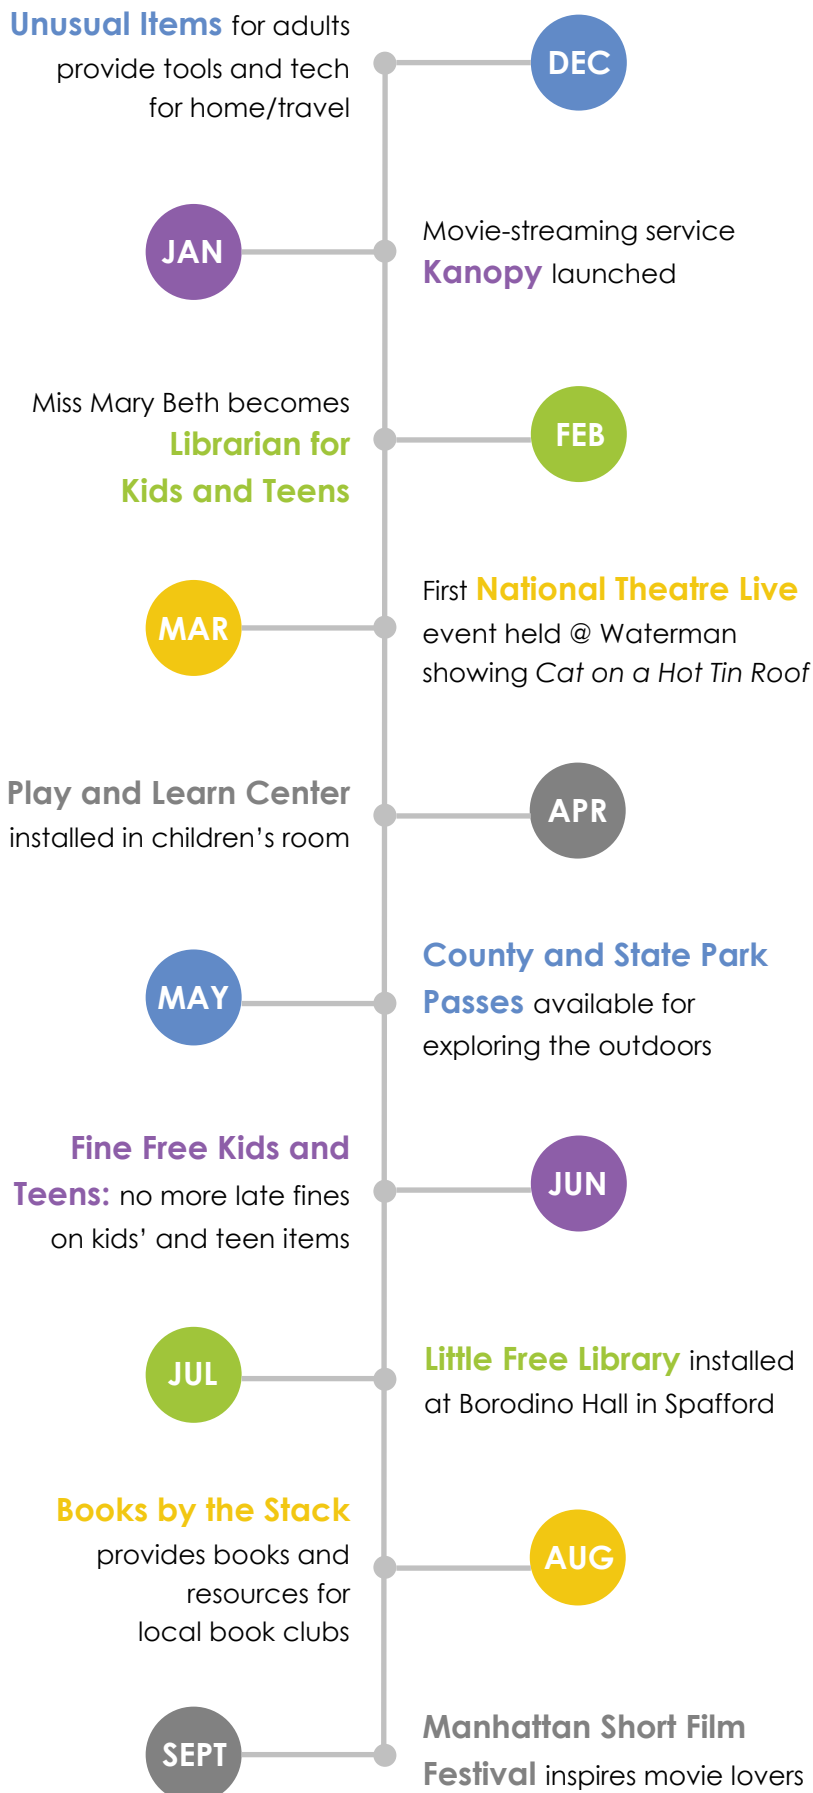 Unusual Items for adults
provide tools and tech
for home/travel
DEC
JAN
Movie-streaming service
Kanopy launched
Miss Mary Beth becomes
Librarian for
Kids and Teens
FEB
MAR
First National Theatre Live
event held @ Waterman
showing Cat on a Hot Tin Roof
Play and Learn Center
installed in children’s room
APR
MAY
County and State Park
Passes available for
exploring the outdoors
Fine Free Kids and
Teens: no more late fines
on kids’ and teen items
JUN
JUL
Little Free Library installed
at Borodino Hall in Spafford
Books by the Stack
provides books and
resources for
local book clubs
AUG
SEPT
Manhattan Short Film
Festival inspires movie lovers